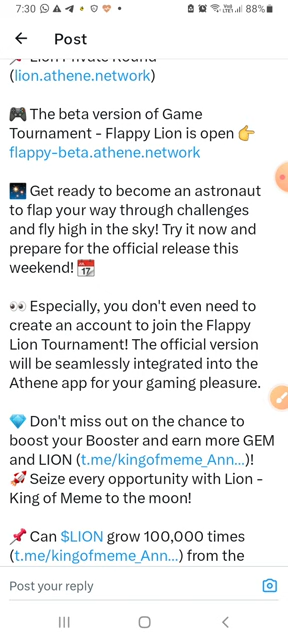 7:30
88%
Post
Lion Private Round
(lion.athene.network)
🎮 The beta version of Game
Tournament - Flappy Lion is open 👉
flappy-beta.athene.network
🌠 Get ready to become an astronaut
to flap your way through challenges
and fly high in the sky! Try it now and
prepare for the official release this
weekend! 📆
👀 Especially, you don't even need to
create an account to join the Flappy
Lion Tournament! The official version
will be seamlessly integrated into the
Athene app for your gaming pleasure.
💎 Don't miss out on the chance to
boost your Booster and earn more GEM
and LION (t.me/kingofmeme_Ann...)!
🚀 Seize every opportunity with Lion -
King of Meme to the moon!
📌 Can $LION grow 100,000 times
(t.me/kingofmeme_Ann...) from the
Post your reply